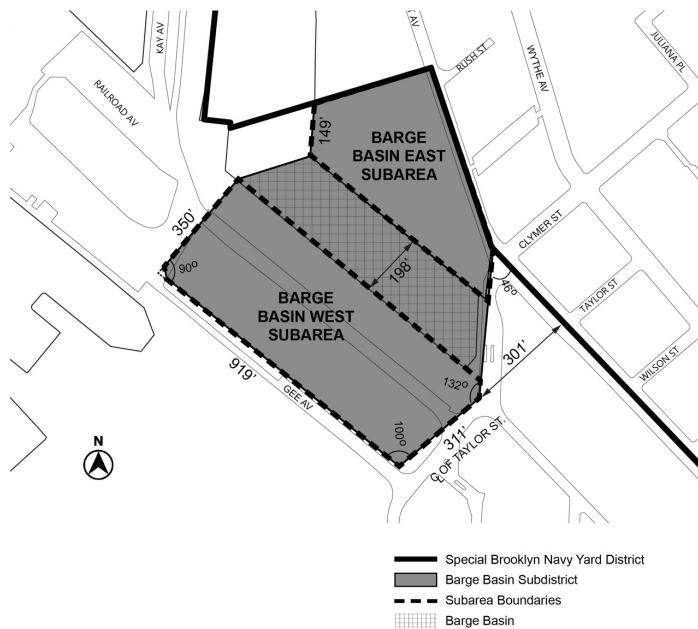 KAY AV
RAILROAD AV
AV
RUSH ST
WYTHE AV
JULIANA PL
149'
BARGE
BASIN EAST
SUBAREA
350'
90º
CLYMER ST
46º
198'
TAYLOR ST
BARGE
BASIN WEST
SUBAREA
301'
WILSON ST
919'
GEE AV
132º
100º
311'
℄ OF TAYLOR ST.
N
Special Brooklyn Navy Yard District
Barge Basin Subdistrict
Subarea Boundaries
Barge Basin